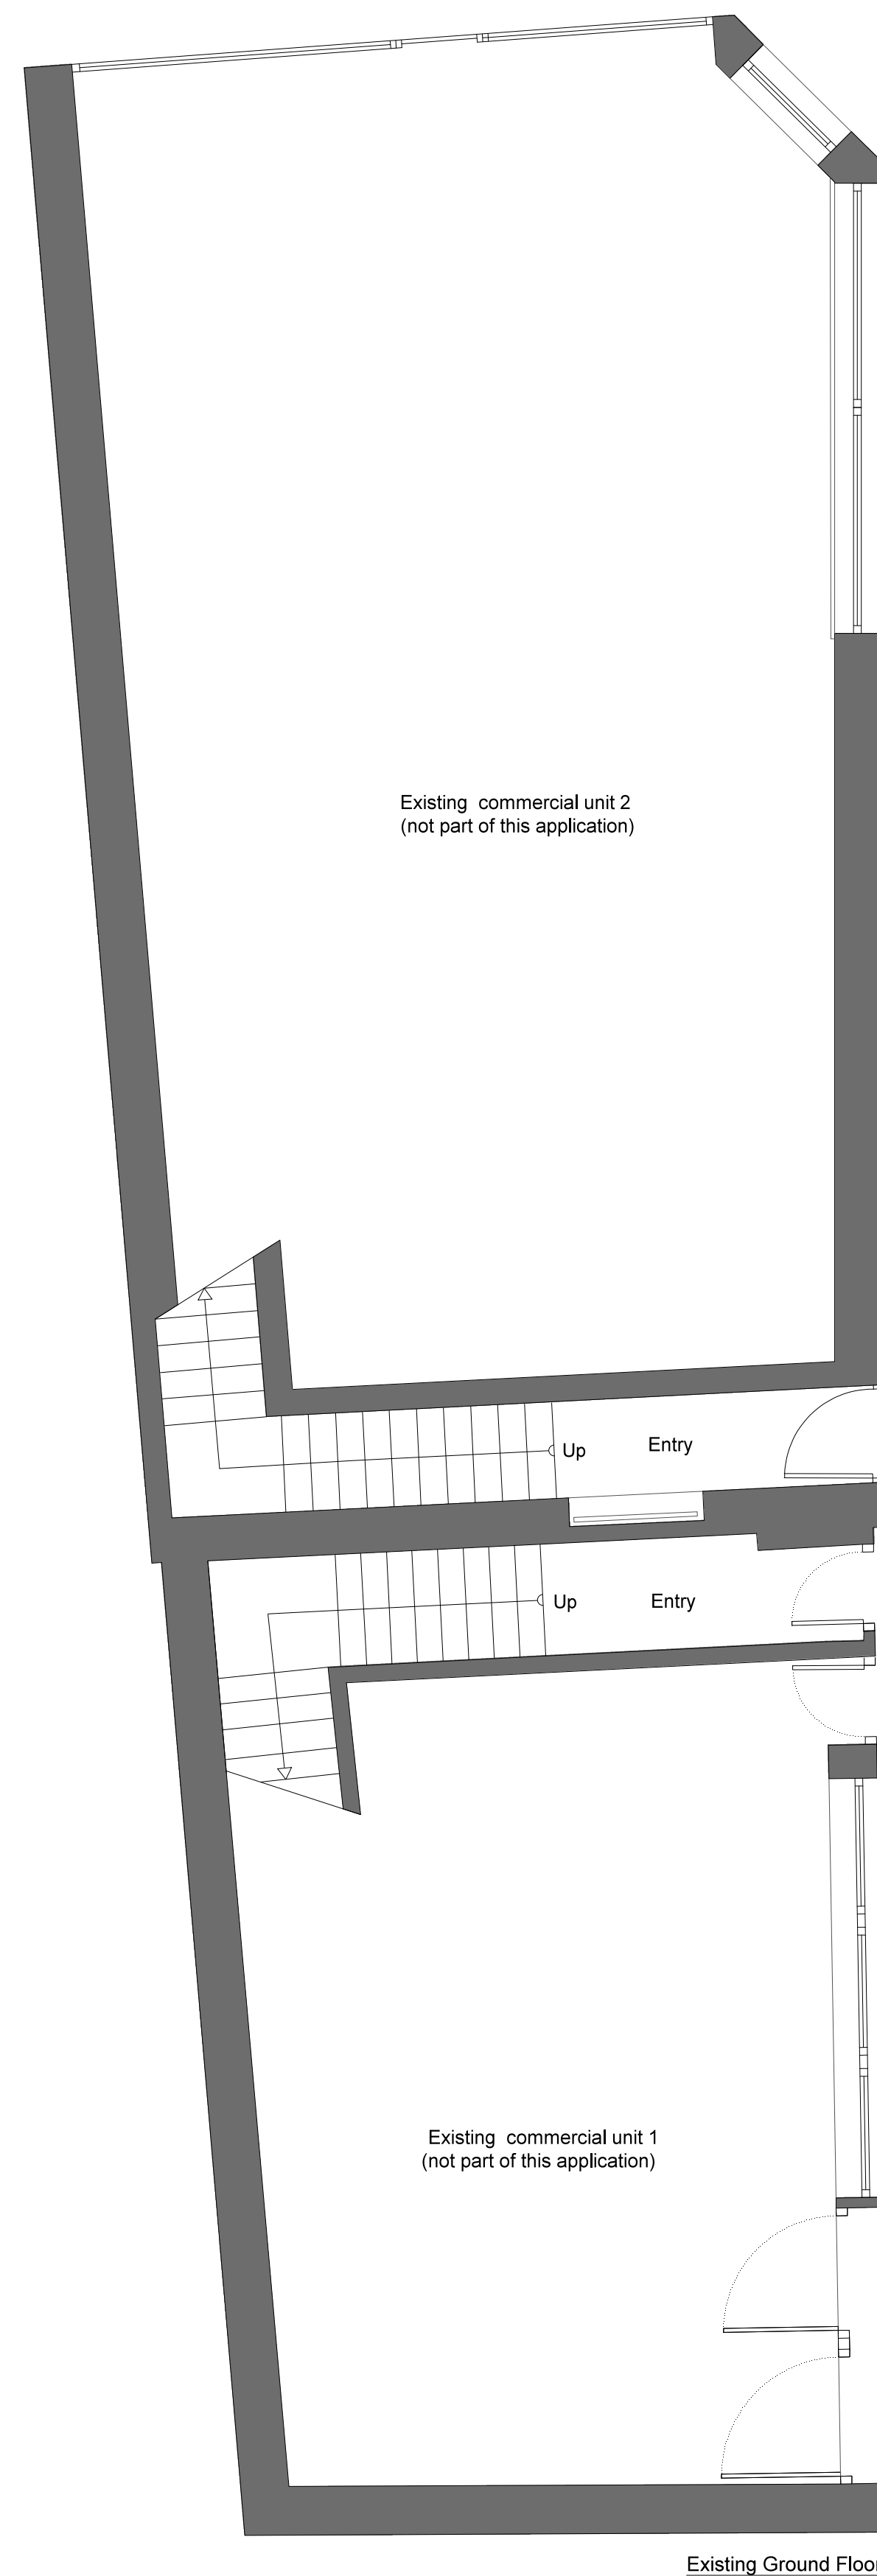 Existing commercial unit 2
(not part of this application)
Up
Entry
Up
Entry
Existing commercial unit 1
(not part of this application)
Existing Ground Floor